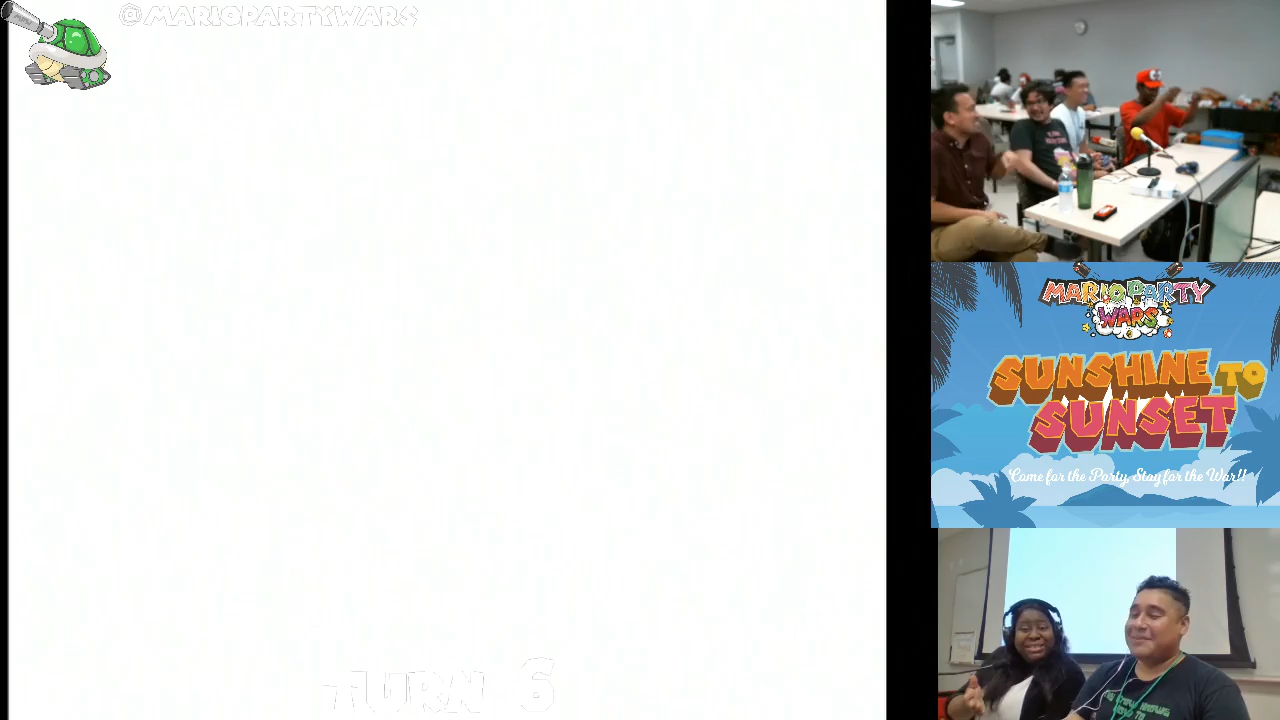 @MARIOPARTYWARS
MARIO PARTY
WARS
SUNSHINE TO
SUNSET
Come for the Party, Stay for the War!!
TURN 6